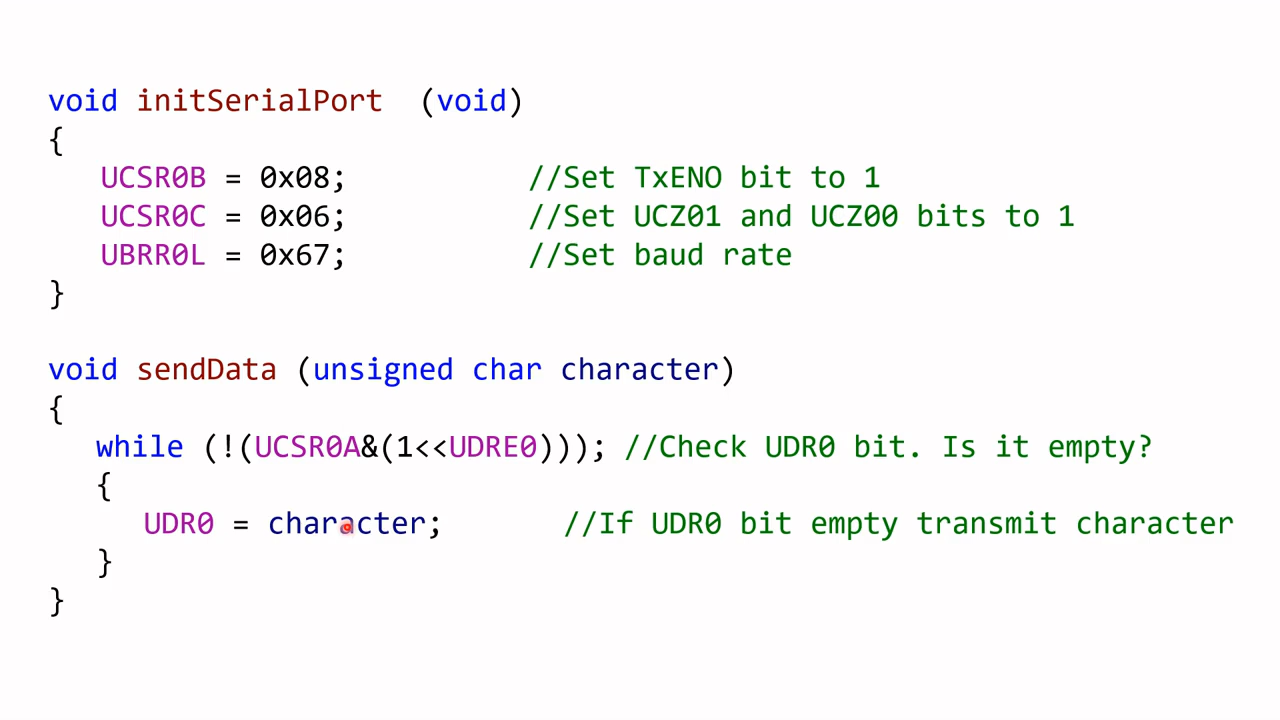 void initSerialPort (void)
{
UCSR0B = 0x08; //Set TxENO bit to 1
UCSR0C = 0x06; //Set UCZ01 and UCZ00 bits to 1
UBRR0L = 0x67; //Set baud rate
}
void sendData (unsigned char character)
{
while (!(UCSR0A&(1<<UDRE0))); //Check UDR0 bit. Is it empty?
{
UDR0 = character; //If UDR0 bit empty transmit character
}
}